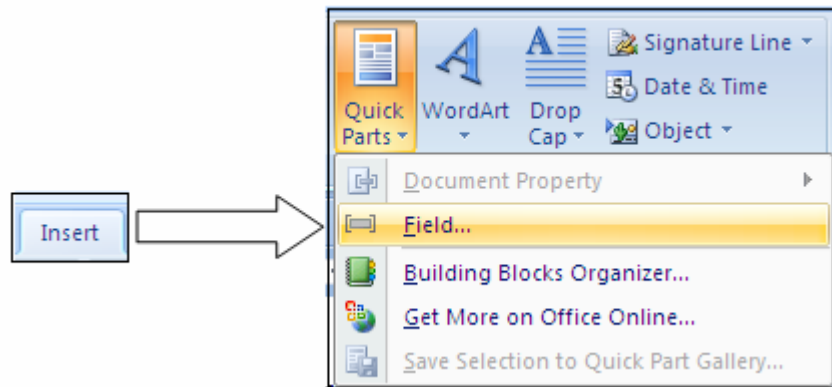 Insert
Quick
Parts
WordArt
Drop
Cap
Signature Line
Date & Time
Object
Document Property
Field...
Building Blocks Organizer...
Get More on Office Online...
Save Selection to Quick Part Gallery...